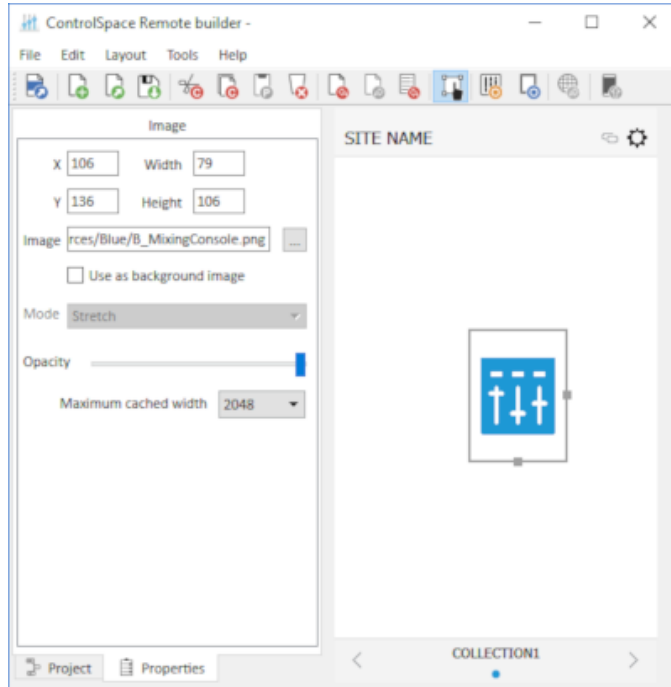 ControlSpace Remote builder -
File Edit Layout Tools Help
Image
X 106 Width 79
Y 136 Height 106
Image rces/Blue/B_MixingConsole.png ...
Use as background image
Mode Stretch
Opacity
Maximum cached width 2048
Project Properties
SITE NAME
COLLECTION1